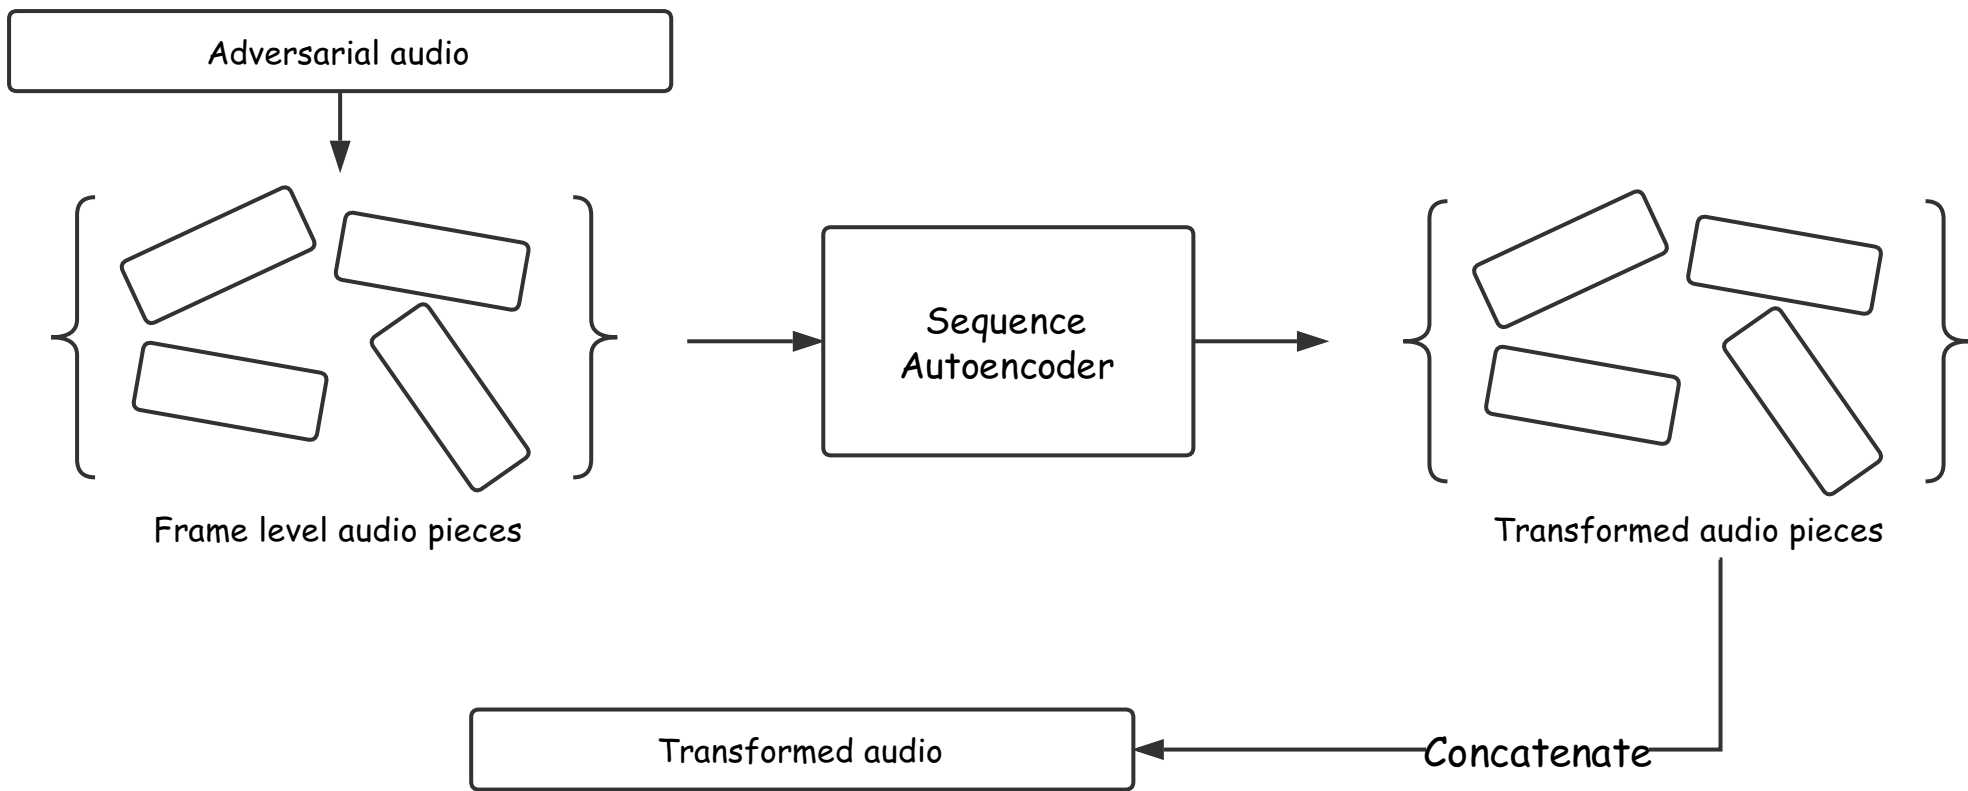 Adversarial audio
Sequence
Autoencoder
Frame level audio pieces
Transformed audio pieces
Transformed audio
Concatenate